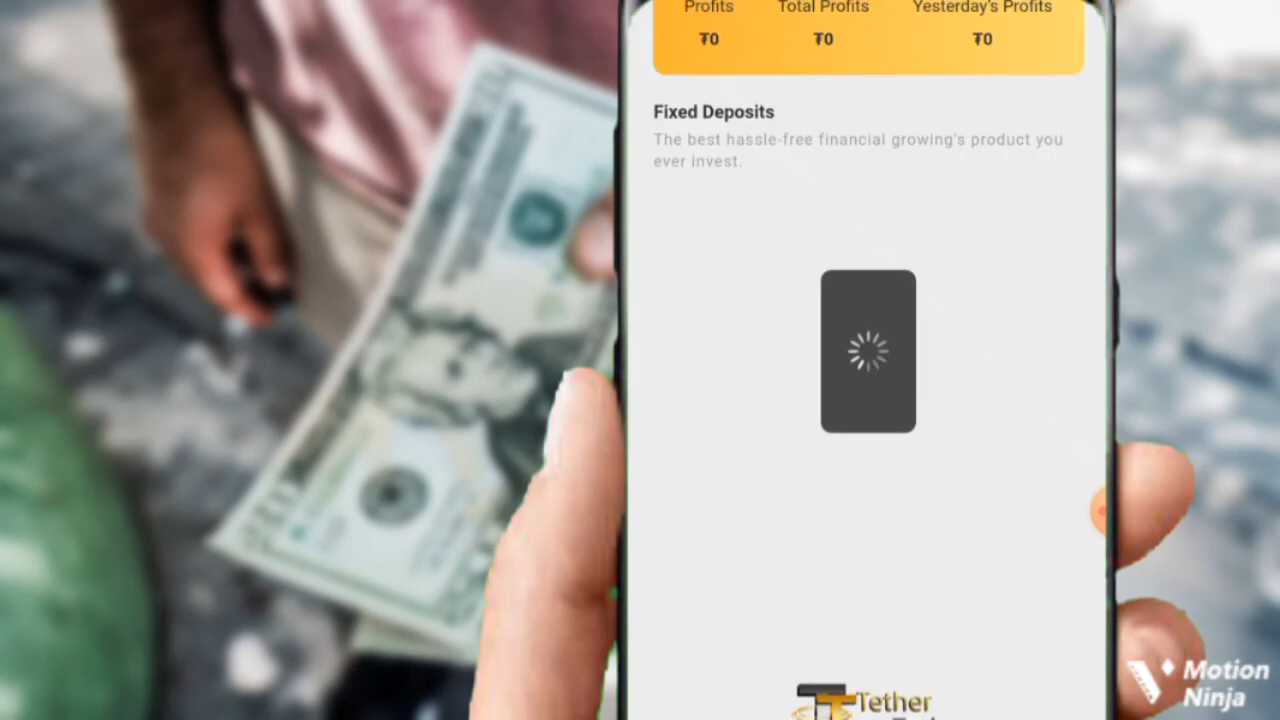 Profits Total Profits Yesterday's Profits
₮0 ₮0 ₮0
Fixed Deposits
The best hassle-free financial growing's product you
ever invest.
Tether
Motion
Ninja